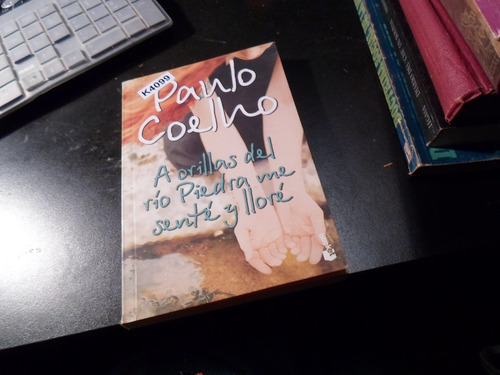 K4099
Paulo
Coelho
A orillas del
río Piedra me
senté y lloré